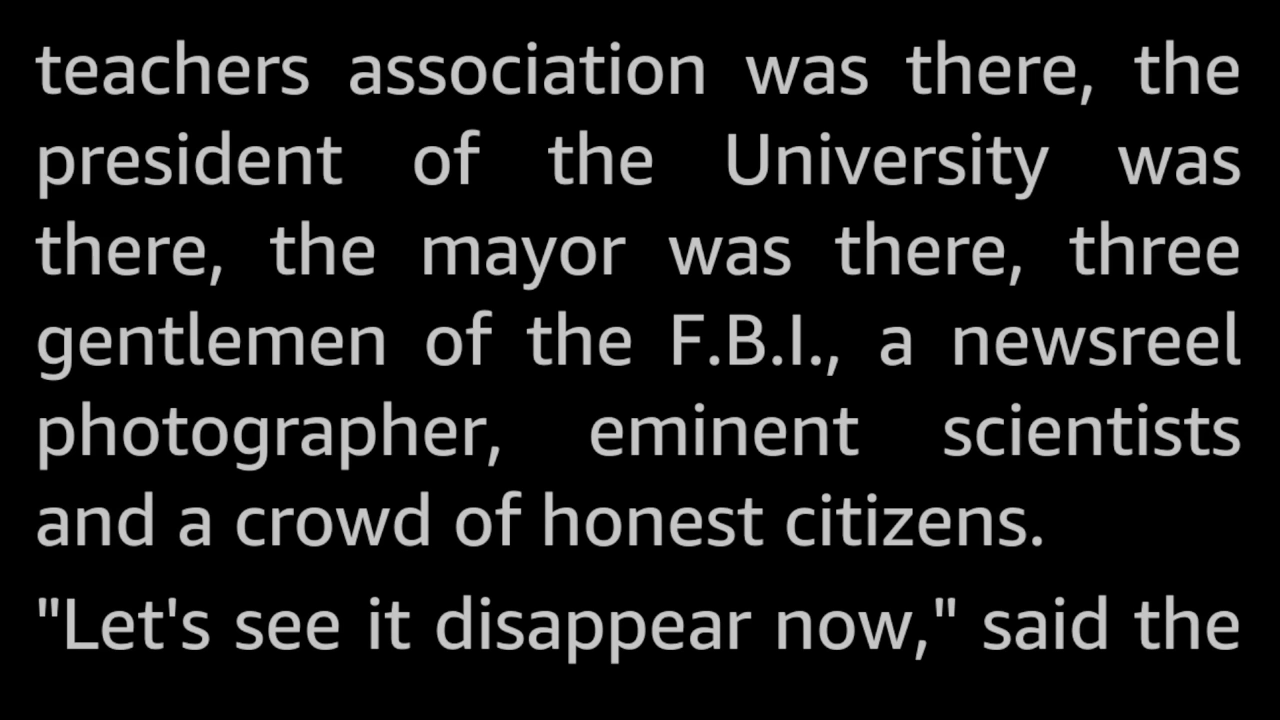 teachers association was there, the
president of the University was
there, the mayor was there, three
gentlemen of the F.B.I., a newsreel
photographer, eminent scientists
and a crowd of honest citizens.
"Let's see it disappear now," said the